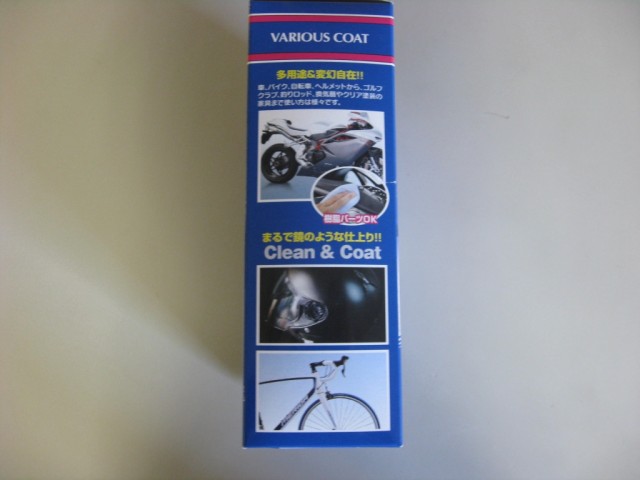 VARIOUS COAT
多用途&変幻自在!!
車、バイク、自転車、ヘルメットから、ゴルフ
クラブ、釣りロッド、換気扇やクリア塗装の
家具まで使い方は様々です。
樹脂パーツOK
まるで鏡のような仕上り!!
Clean & Coat